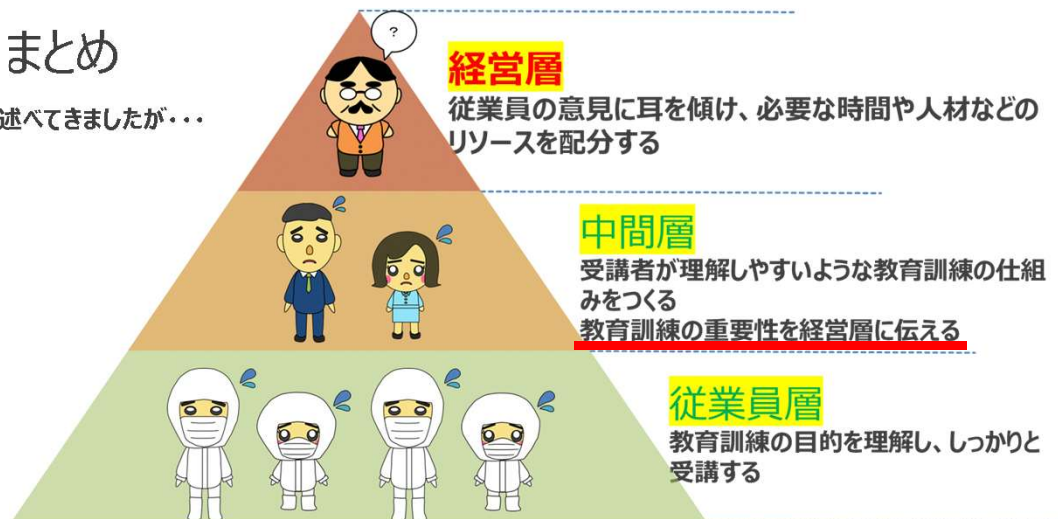 まとめ
述べてきましたが・・・
?
経営層
従業員の意見に耳を傾け、必要な時間や人材などの
リソースを配分する
中間層
受講者が理解しやすいような教育訓練の仕組
みをつくる
教育訓練の重要性を経営層に伝える
従業員層
教育訓練の目的を理解し、しっかりと
受講する